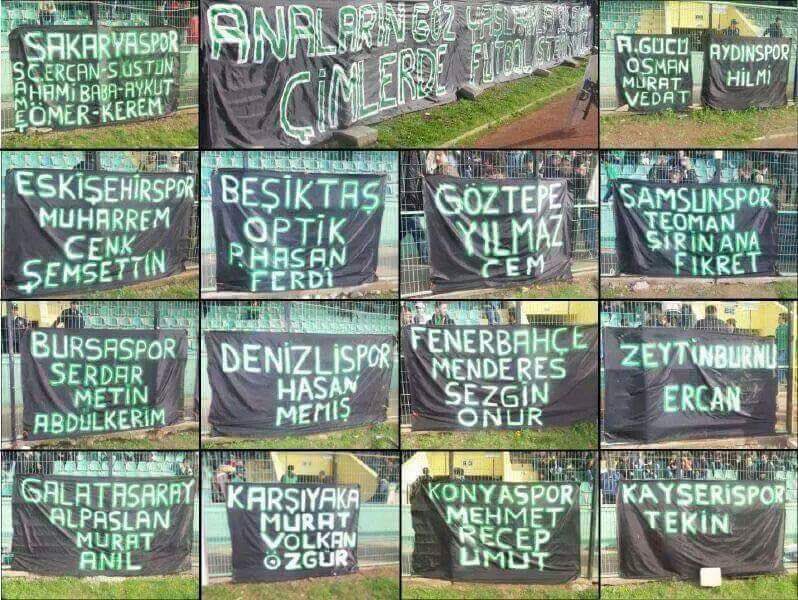 SAKARYASPOR
SAMET
Ş.ERCAN-S.ÜSTÜN
HAMİ BABA-AYKUT
ÖMER-KEREM
ANALARIN GÖZ
ÇİMLERDE FUTBOL
A.GÜCÜ
OSMAN
MURAT
VEDAT
AYDINSPOR
HİLMİ
ESKİŞEHİRSPOR
MUHARREM
CENK
ŞEMSETTİN
BEŞİKTAŞ
OPTİK
P.HASAN
FERDİ
GÖZTEPE
YILMAZ
CEM
SAMSUNSPOR
TEOMAN
ŞİRİN ANA
FİKRET
BURSASPOR
SERDAR
METİN
ABDÜLKERİM
DENİZLİSPOR
HASAN
MEMİŞ
FENERBAHÇE
MENDERES
SEZGİN
ONUR
ZEYTİNBURNU
ERCAN
GALATASARAY
ALPASLAN
MURAT
ANIL
KARŞIYAKA
MURAT
VOLKAN
ÖZGÜR
KONYASPOR
MEHMET
RECEP
UMUT
KAYSERİSPOR
TEKİN